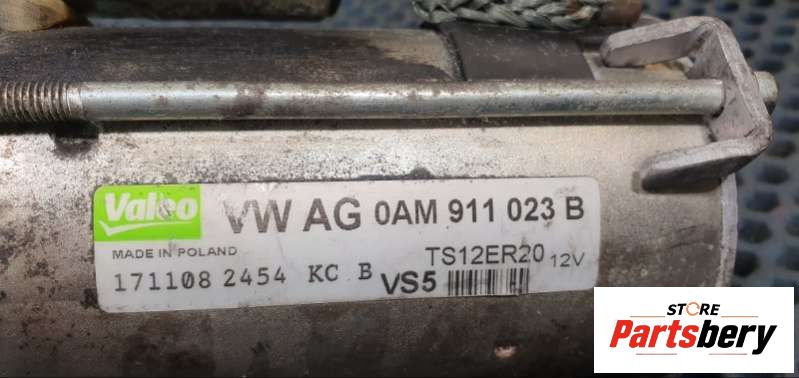 Valeo VW AG 0AM 911 023 B
MADE IN POLAND TS12ER20 12V
171108 2454 KC B VS5
STORE
Partsbery